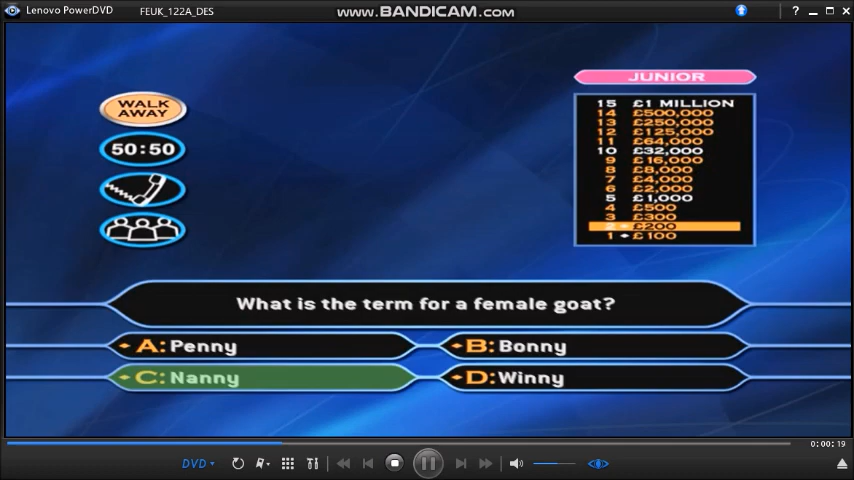 Lenovo PowerDVD
FEUK_122A_DES
www.BANDICAM.com
?
WALK
AWAY
50:50
JUNIOR
15 £1 MILLION
14 £500,000
13 £250,000
12 £125,000
11 £64,000
10 £32,000
9 £16,000
8 £8,000
7 £4,000
6 £2,000
5 £1,000
4 £500
3 £300
2 £200
1 £100
What is the term for a female goat?
A: Penny
B: Bonny
C: Nanny
D: Winny
0:00:19
DVD